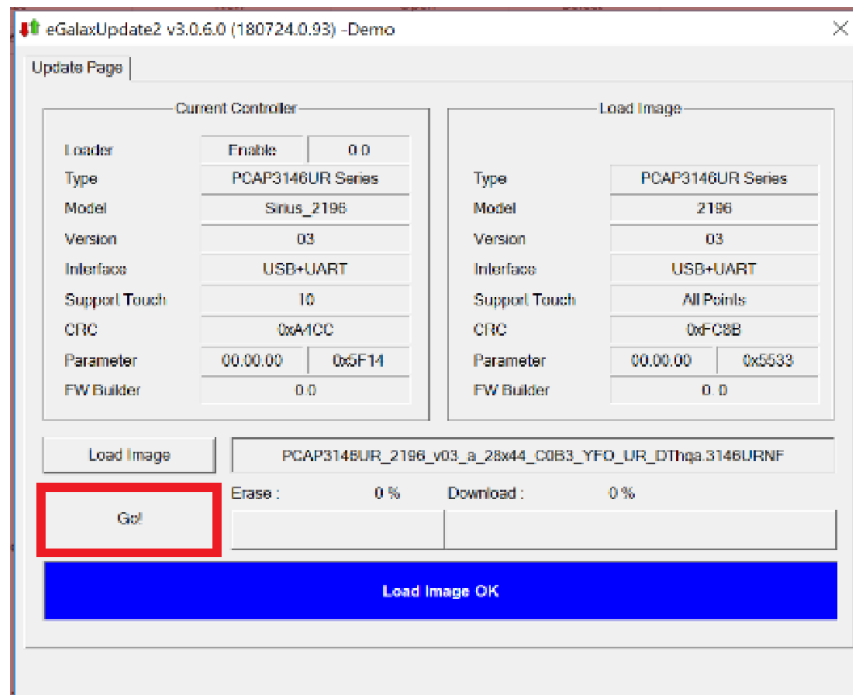 eGalaxUpdate2 v3.0.6.0 (180724.0.93) -Demo
Update Page
Current Controller
Loader Enable 0.0
Type PCAP3146UR Series
Model Sirius_2196
Version 03
Interface USB+UART
Support Touch 10
CRC 0xA4CC
Parameter 00.00.00 0x5F14
FW Builder 0.0
Load Image
Type PCAP3146UR Series
Model 2196
Version 03
Interface USB+UART
Support Touch All Points
CRC 0xFC8B
Parameter 00.00.00 0x5533
FW Builder 0.0
Load Image PCAP3146UR_2196_v03_a_28x44_C0B3_YFO_UR_DThqa.3146URNF
Go! Erase : 0 % Download : 0 %
Load Image OK